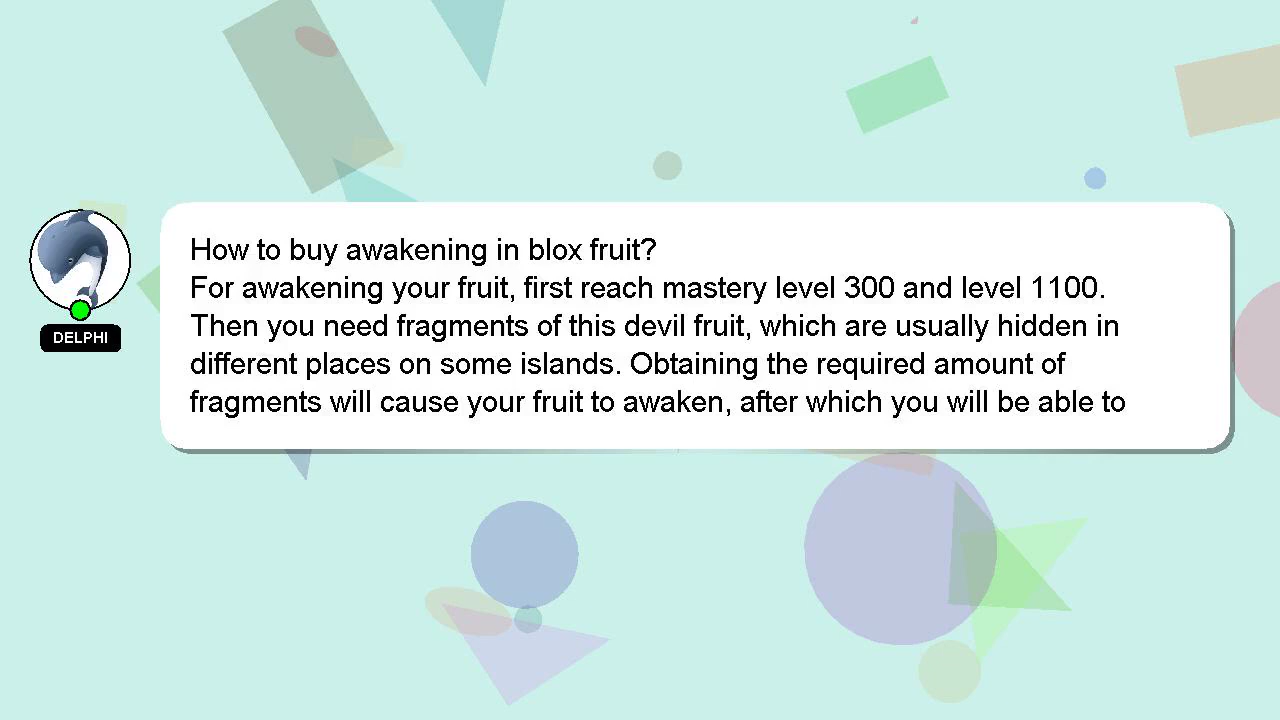 How to buy awakening in blox fruit?
For awakening your fruit, first reach mastery level 300 and level 1100.
Then you need fragments of this devil fruit, which are usually hidden in
different places on some islands. Obtaining the required amount of
fragments will cause your fruit to awaken, after which you will be able to
DELPHI